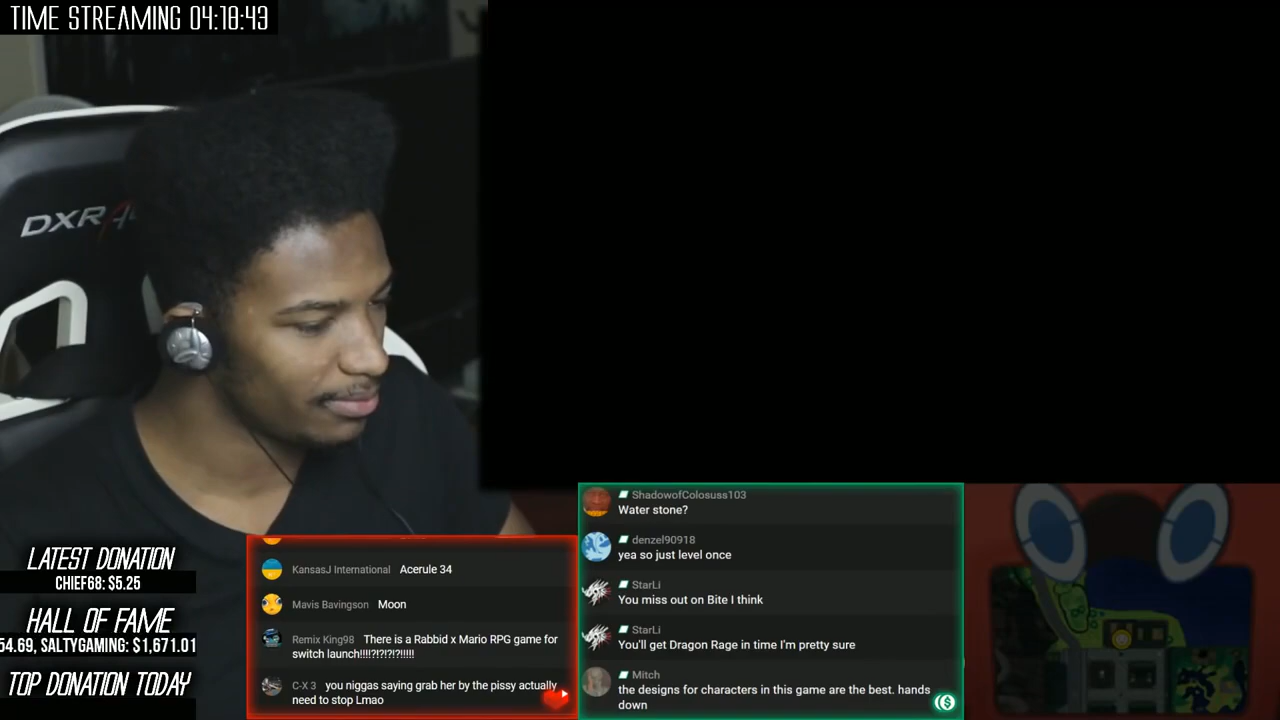 TIME STREAMING 04:18:43
DXR
LATEST DONATION
CHIEF68: $5.25
HALL OF FAME
54.69, SALTYGAMING: $1,671.01
TOP DONATION TODAY
KansasJ International Acerule 34
Mavis Bavingson Moon
Remix King98 There is a Rabbid x Mario RPG game for
switch launch!!!!?!?!?!?!!!!!
C-X 3 you niggas saying grab her by the pissy actually
need to stop Lmao
ShadowofColosuss103
Water stone?
denzel90918
yea so just level once
StarLi
You miss out on Bite I think
StarLi
You'll get Dragon Rage in time I'm pretty sure
Mitch
the designs for characters in this game are the best. hands
down